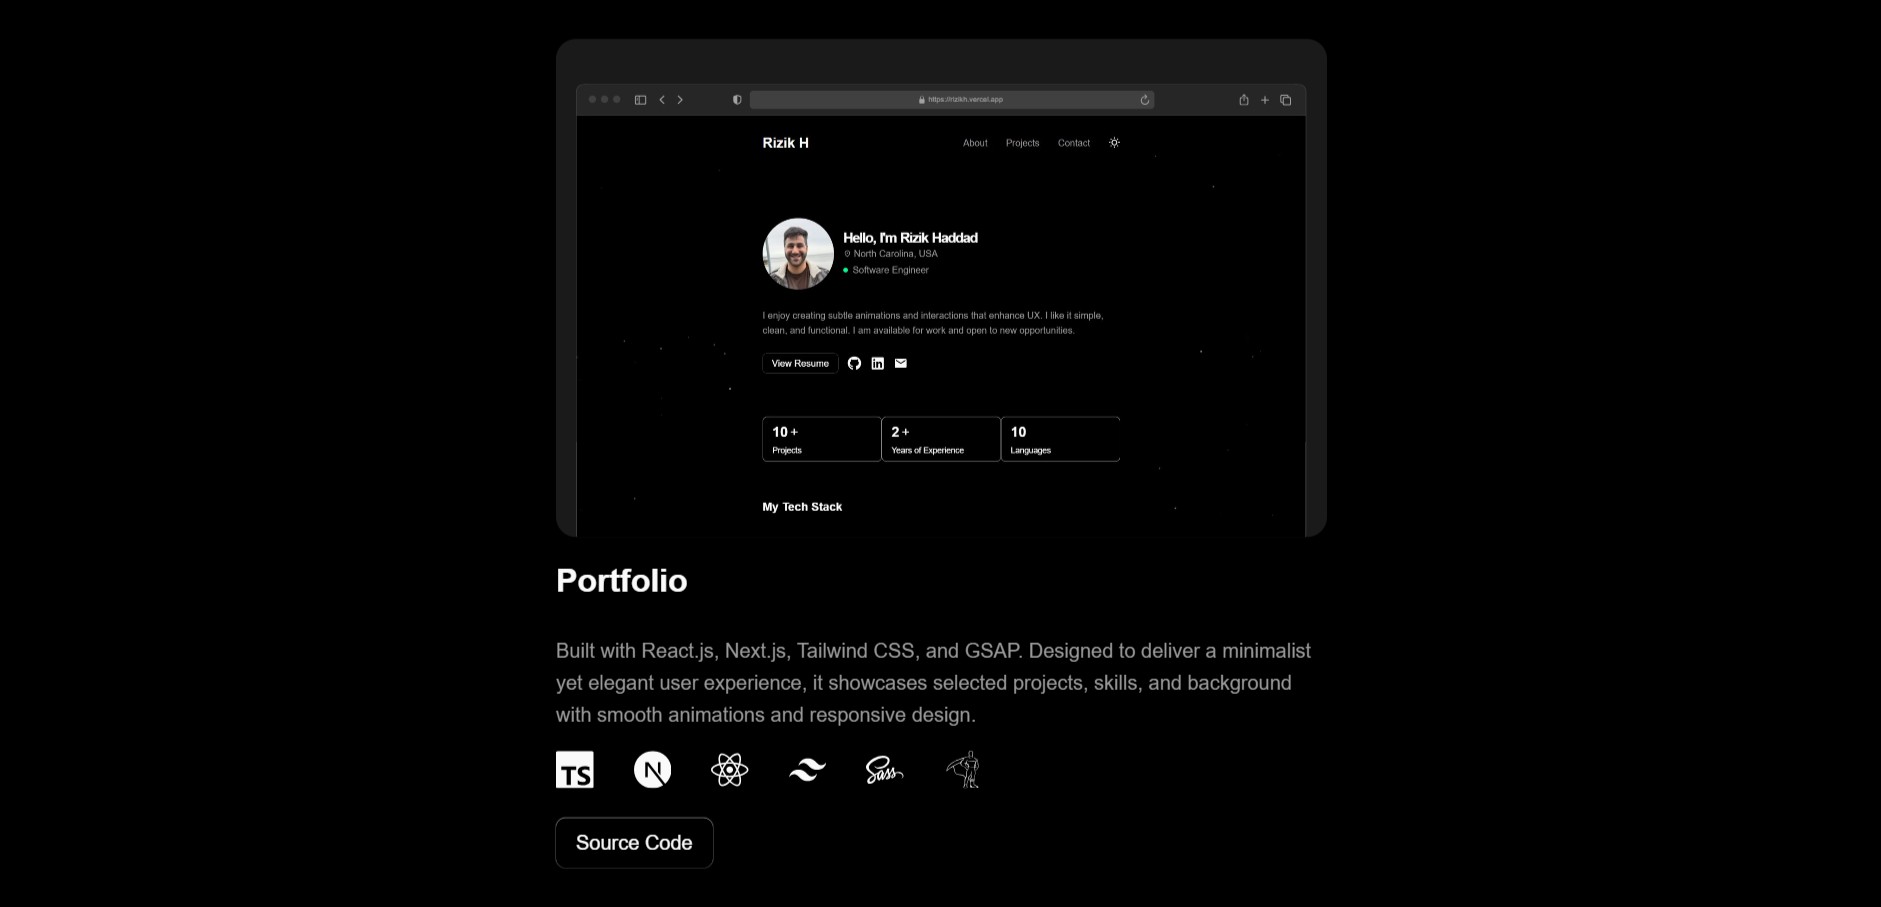 https://rizikh.vercel.app
Rizik H
About Projects Contact
Hello, I'm Rizik Haddad
North Carolina, USA
Software Engineer
I enjoy creating subtle animations and interactions that enhance UX. I like it simple,
clean, and functional. I am available for work and open to new opportunities.
View Resume
10 + 2 + 10
Projects Years of Experience Languages
My Tech Stack
Portfolio
Built with React.js, Next.js, Tailwind CSS, and GSAP. Designed to deliver a minimalist
yet elegant user experience, it showcases selected projects, skills, and background
with smooth animations and responsive design.
TS N Sass
Source Code